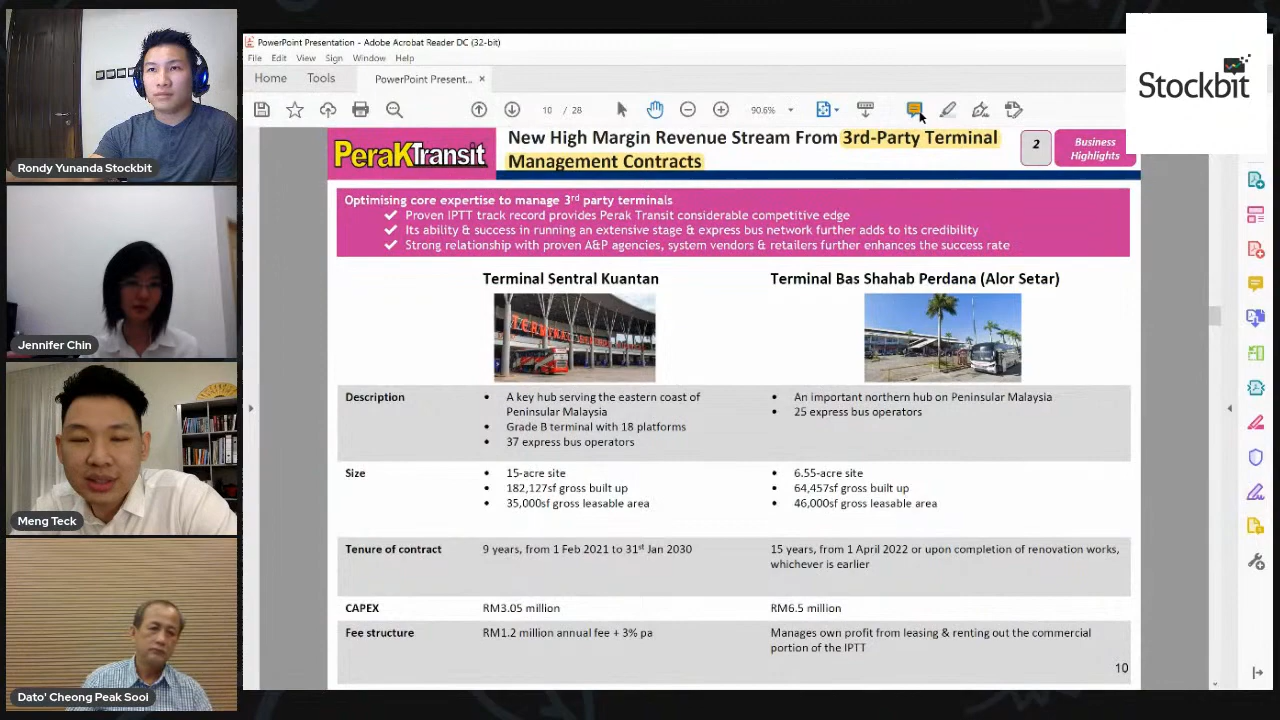 Rondy Yunanda Stockbit
Jennifer Chin
Meng Teck
Dato' Cheong Peak Sooi
PowerPoint Presentation - Adobe Acrobat Reader DC (32-bit)
File Edit View Sign Window Help
Home Tools PowerPoint Present... ×
10 / 28 90.6%
Stockbit
PeraKTransit
New High Margin Revenue Stream From 3rd-Party Terminal
Management Contracts
2
Business
Highlights
Optimising core expertise to manage 3rd party terminals
✓ Proven IPTT track record provides Perak Transit considerable competitive edge
✓ Its ability & success in running an extensive stage & express bus network further adds to its credibility
✓ Strong relationship with proven A&P agencies, system vendors & retailers further enhances the success rate
Terminal Sentral Kuantan
Terminal Bas Shahab Perdana (Alor Setar)
Description
• A key hub serving the eastern coast of
Peninsular Malaysia
• Grade B terminal with 18 platforms
• 37 express bus operators
• An important northern hub on Peninsular Malaysia
• 25 express bus operators
Size
• 15-acre site
• 182,127sf gross built up
• 35,000sf gross leasable area
• 6.55-acre site
• 64,457sf gross built up
• 46,000sf gross leasable area
Tenure of contract
9 years, from 1 Feb 2021 to 31st Jan 2030
15 years, from 1 April 2022 or upon completion of renovation works,
whichever is earlier
CAPEX
RM3.05 million
RM6.5 million
Fee structure
RM1.2 million annual fee + 3% pa
Manages own profit from leasing & renting out the commercial
portion of the IPTT
10